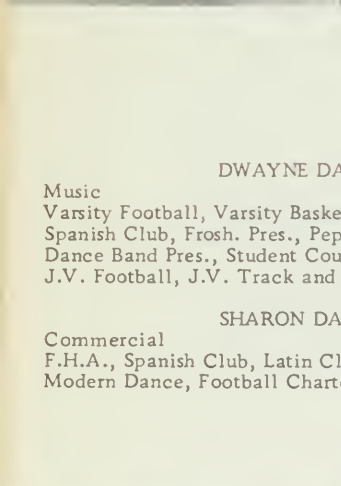 DWAYNE DA
Music
Varsity Football, Varsity Baske
Spanish Club, Frosh. Pres., Pep
Dance Band Pres., Student Cou
J.V. Football, J.V. Track and
SHARON DA
Commercial
F.H.A., Spanish Club, Latin Cl
Modern Dance, Football Charte